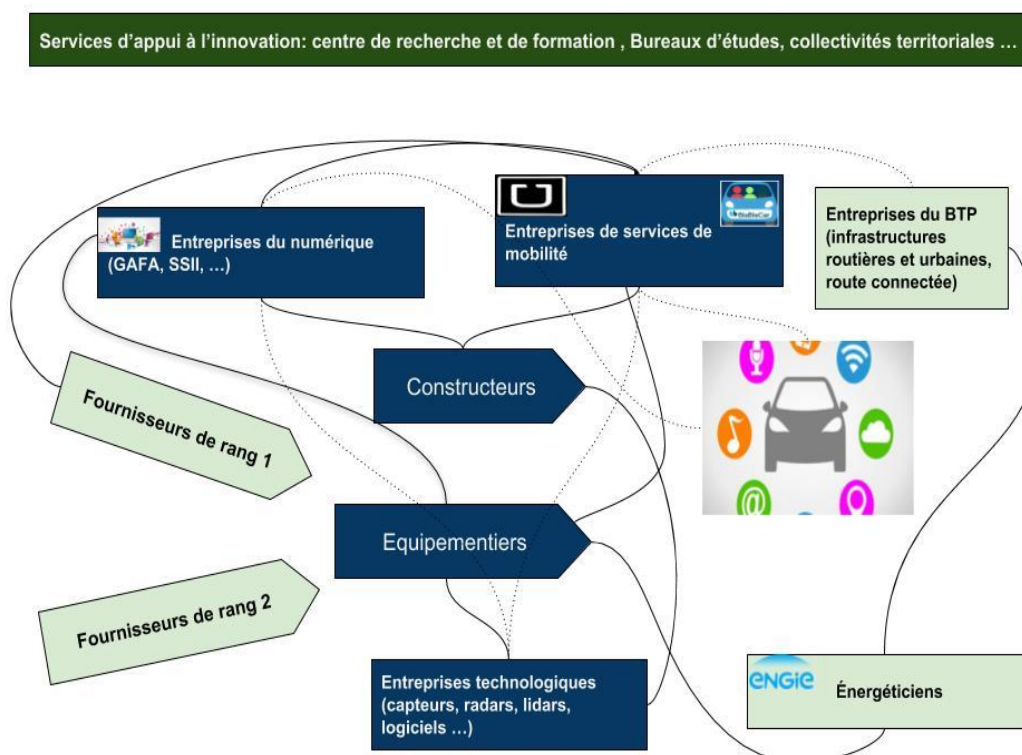 Services d'appui à l'innovation: centre de recherche et de formation , Bureaux d'études, collectivités territoriales …
Entreprises du numérique
(GAFA, SSII, …)
U
BlaBlaCar
Entreprises de services de
mobilité
Entreprises du BTP
(infrastructures
routières et urbaines,
route connectée)
Constructeurs
Fournisseurs de rang 1
@
Equipementiers
Fournisseurs de rang 2
Entreprises technologiques
(capteurs, radars, lidars,
logiciels …)
ENGIE
Énergéticiens